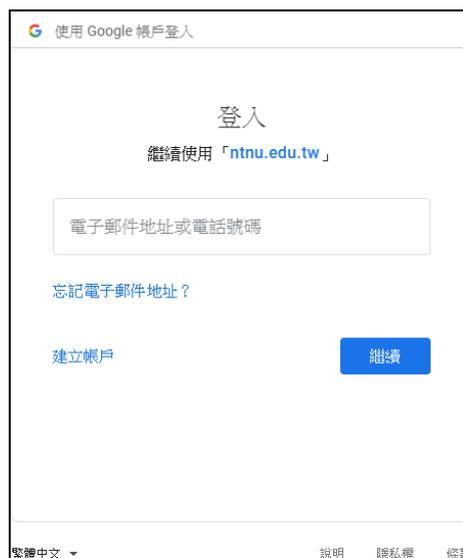 使用 Google 帳戶登入
登入
繼續使用「ntnu.edu.tw」
電子郵件地址或電話號碼
忘記電子郵件地址？
建立帳戶
繼續
繁體中文
說明 隱私權